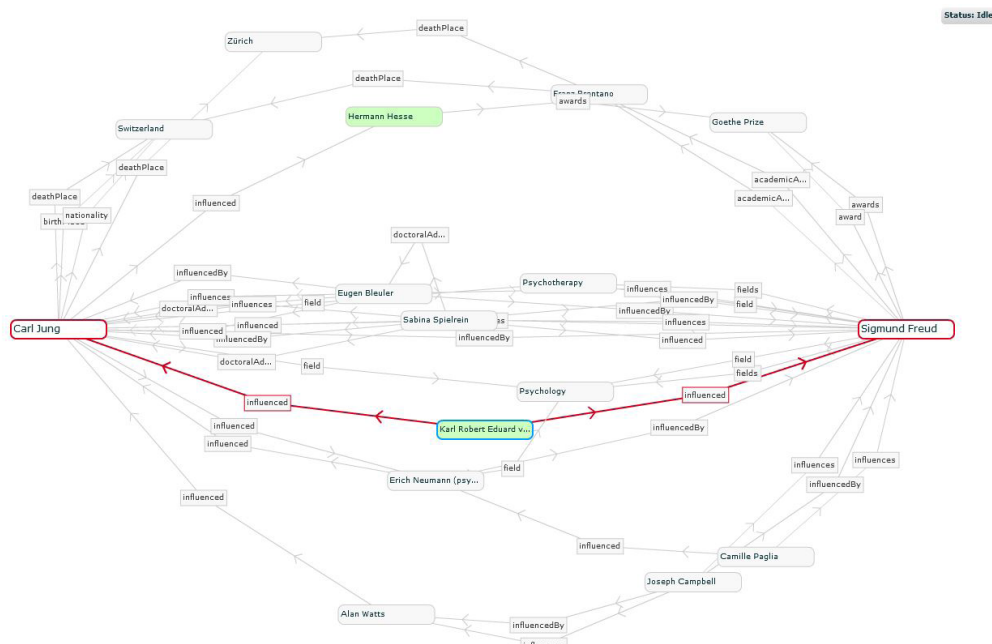 Status: Idle
Zürich
deathPlace
deathPlace
Franz Brentano
awards
Hermann Hesse
Goethe Prize
Switzerland
deathPlace
academicA...
academicA...
deathPlace
nationality
influenced
awards
award
doctoralAd...
influencedBy
Psychotherapy
influences
fields
Eugen Bleuler
influences
influences
field
influencedBy
field
doctoralAd...
influencedBy
Sabina Spielrein
influences
Carl Jung
influenced
influenced
Sigmund Freud
influencedBy
influencedBy
influenced
doctoralAd...
field
field
fields
Psychology
influenced
influenced
influenced
Karl Robert Eduard v...
influencedBy
influenced
field
influences
influences
Erich Neumann (psy...
influencedBy
influenced
influenced
Camille Paglia
Joseph Campbell
Alan Watts
influencedBy